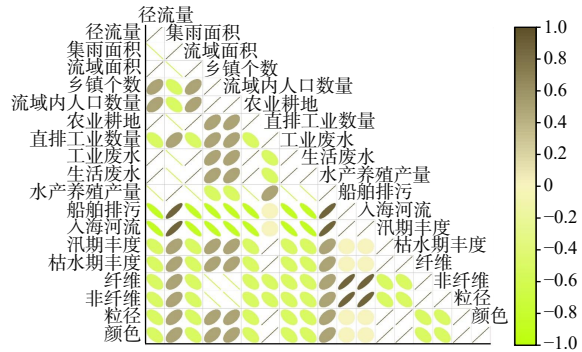 径流量
径流量 集雨面积
集雨面积 流域面积
流域面积 乡镇个数
乡镇个数 流域内人口数量
流域内人口数量 农业耕地
农业耕地 直排工业数量
直排工业数量 工业废水
工业废水 生活废水
生活废水 水产养殖产量
水产养殖产量 船舶排污
船舶排污 入海河流
入海河流 汛期丰度
汛期丰度 枯水期丰度
枯水期丰度 纤维
纤维 非纤维
非纤维 粒径
粒径 颜色
颜色
1.0
0.8
0.6
0.4
0.2
0
−0.2
−0.4
−0.6
−0.8
−1.0